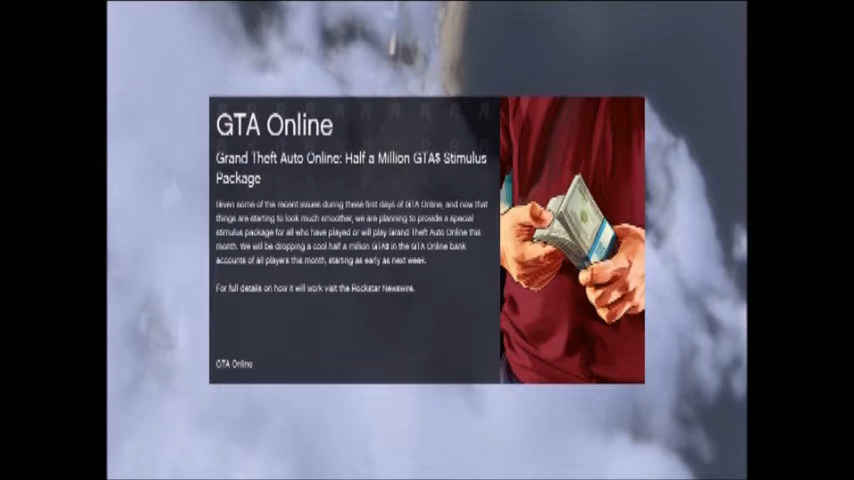 GTA Online
Grand Theft Auto Online: Half a Million GTA$ Stimulus
Package
Given some of the recent issues during these first days of GTA Online, and now that
things are starting to look much smoother, we are planning to provide a special
stimulus package for all who have played or will play Grand Theft Auto Online this
month. We will be dropping a cool half a million GTA$ in the GTA Online bank
accounts of all players this month, starting as early as next week.
For full details on how it will work visit the Rockstar Newswire.
GTA Online